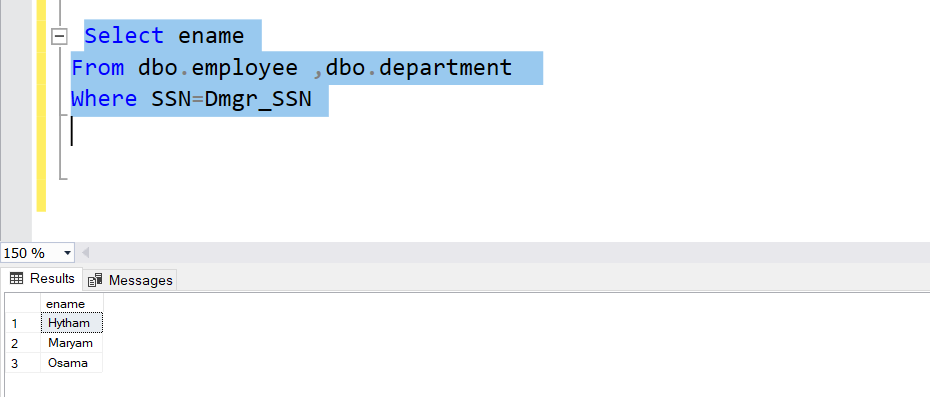 Select ename
From dbo.employee ,dbo.department
Where SSN=Dmgr_SSN
150 %
Results Messages
ename
1 Hytham
2 Maryam
3 Osama